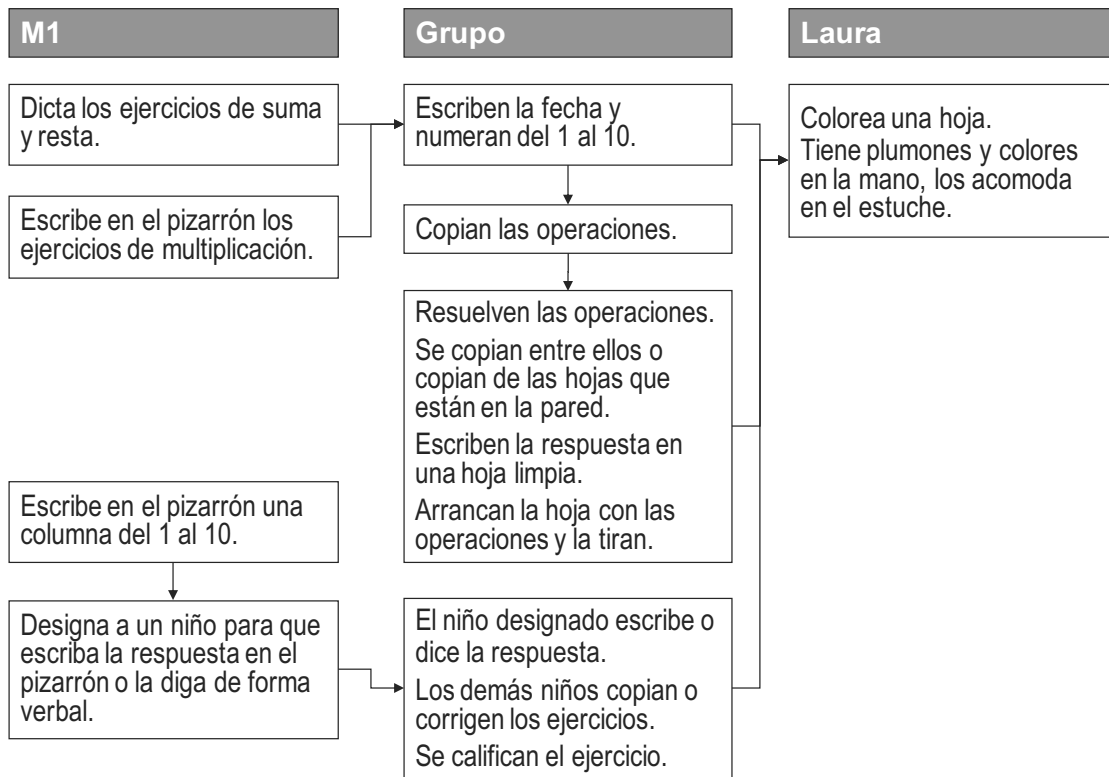 M1
Dicta los ejercicios de suma
y resta.
Escribe en el pizarrón los
ejercicios de multiplicación.
Escribe en el pizarrón una
columna del 1 al 10.
Designa a un niño para que
escriba la respuesta en el
pizarrón o la diga de forma
verbal.
Grupo
Escriben la fecha y
numeran del 1 al 10.
Copian las operaciones.
Resuelven las operaciones.
Se copian entre ellos o
copian de las hojas que
están en la pared.
Escriben la respuesta en
una hoja limpia.
Arrancan la hoja con las
operaciones y la tiran.
El niño designado escribe o
dice la respuesta.
Los demás niños copian o
corrigen los ejercicios.
Se califican el ejercicio.
Laura
Colorea una hoja.
Tiene plumones y colores
en la mano, los acomoda
en el estuche.